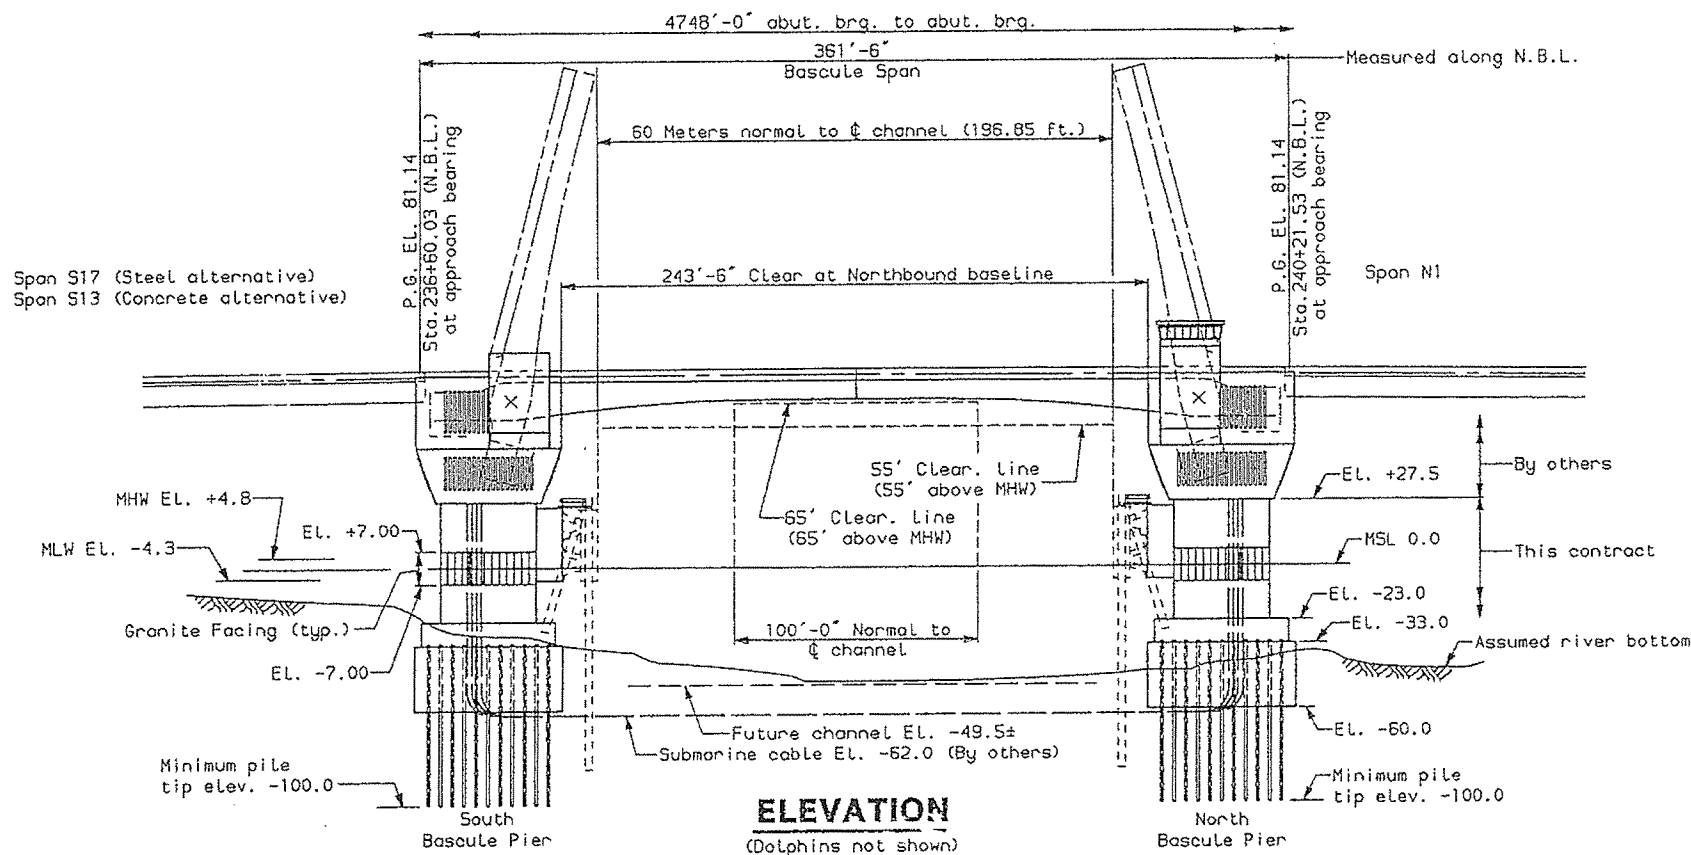 4748'-0" abut. brg. to abut. brg.
361'-6"
Bascule Span
Measured along N.B.L.
60 Meters normal to ℄ channel (196.85 ft.)
P.G. EL. 81.14
Sta.236+60.03 (N.B.L.)
at approach bearing
P.G. EL. 81.14
Sta.240+21.53 (N.B.L.)
at approach bearing
Span S17 (Steel alternative)
Span S13 (Concrete alternative)
243'-6" Clear at Northbound baseline
Span N1
55' Clear. line
(55' above MHW)
65' Clear. line
(65' above MHW)
By others
EL. +27.5
MHW EL. +4.8
EL. +7.00
MLW EL. -4.3
MSL 0.0
This contract
Granite Facing (typ.)
EL. -7.00
100'-0" Normal to
℄ channel
EL. -23.0
EL. -33.0
Assumed river bottom
Future channel EL. -49.5±
Submarine cable EL. -62.0 (By others)
EL. -60.0
Minimum pile
tip elev. -100.0
Minimum pile
tip elev. -100.0
South
Bascule Pier
ELEVATION
(Dolphins not shown)
North
Bascule Pier